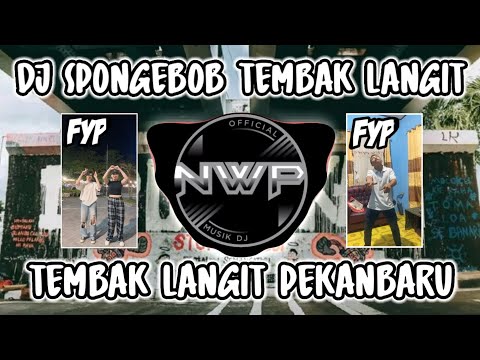 DJ SPONGEBOB TEMBAK LANGIT
FYP
FYP
OFFICIAL
NWP
MUSIK DJ
TEMBAK LANGIT PEKANBARU